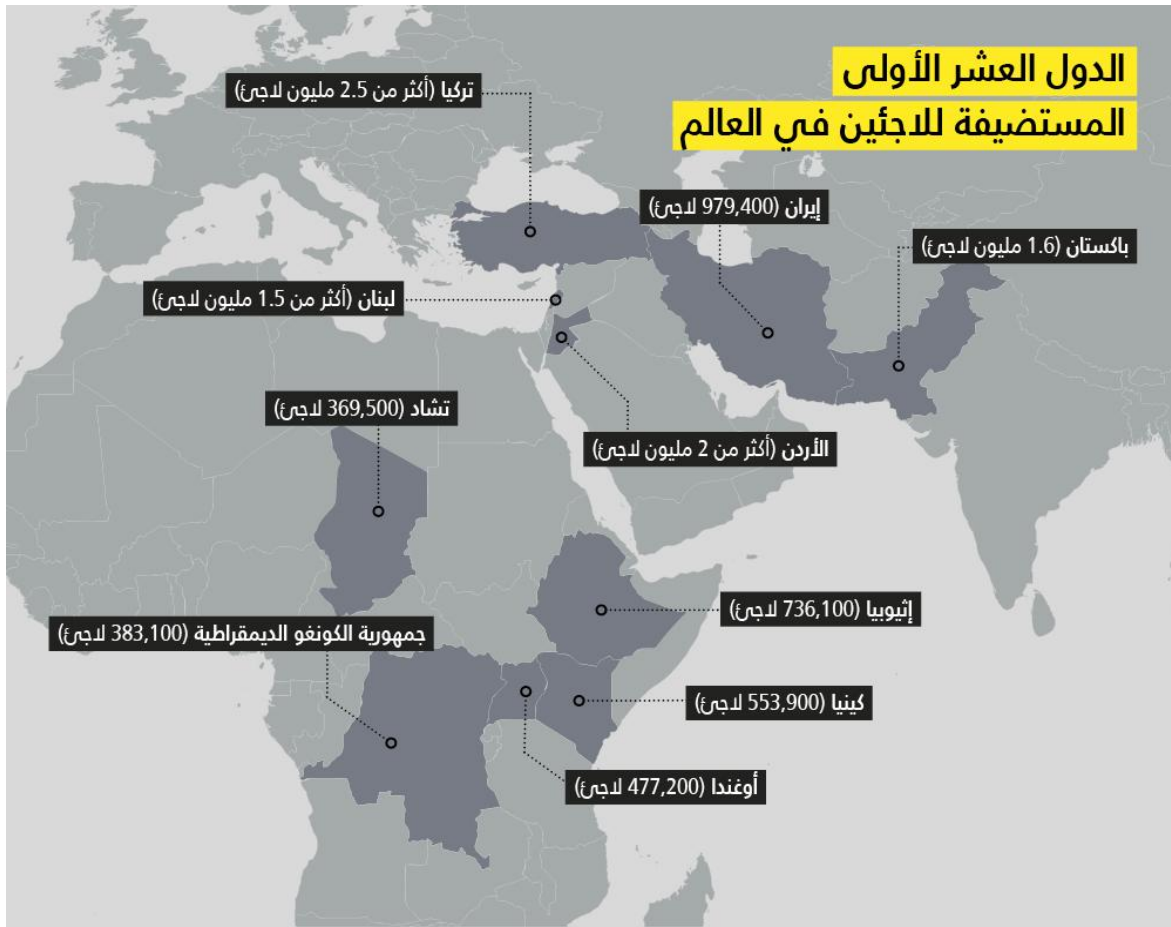 الدول العشر الأولى
المستضيفة للاجئين في العالم
تركيا (أكثر من 2.5 مليون لاجئ)
إيران (979,400 لاجئ)
باكستان (1.6 مليون لاجئ)
لبنان (أكثر من 1.5 مليون لاجئ)
تشاد (369,500 لاجئ)
الأردن (أكثر من 2 مليون لاجئ)
إثيوبيا (736,100 لاجئ)
جمهورية الكونغو الديمقراطية (383,100 لاجئ)
كينيا (553,900 لاجئ)
أوغندا (477,200 لاجئ)